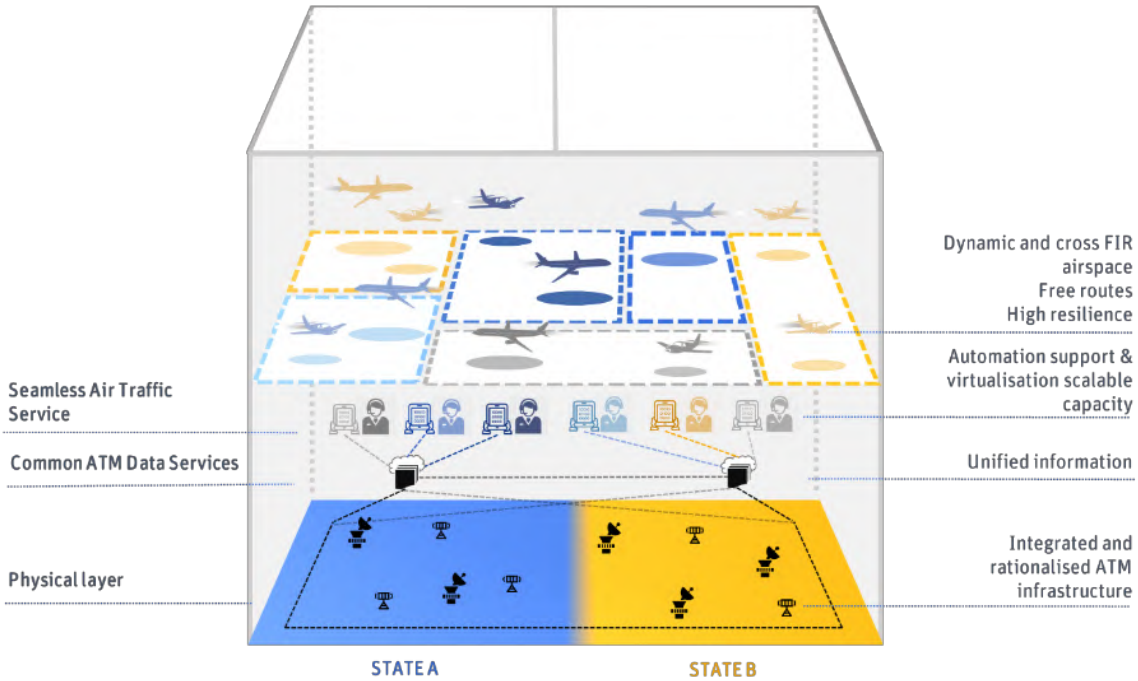 Dynamic and cross FIR
airspace
Free routes
High resilience
Seamless Air Traffic
Service
Automation support &
virtualisation scalable
capacity
Common ATM Data Services
Unified information
Physical layer
Integrated and
rationalised ATM
infrastructure
STATE A
STATE B